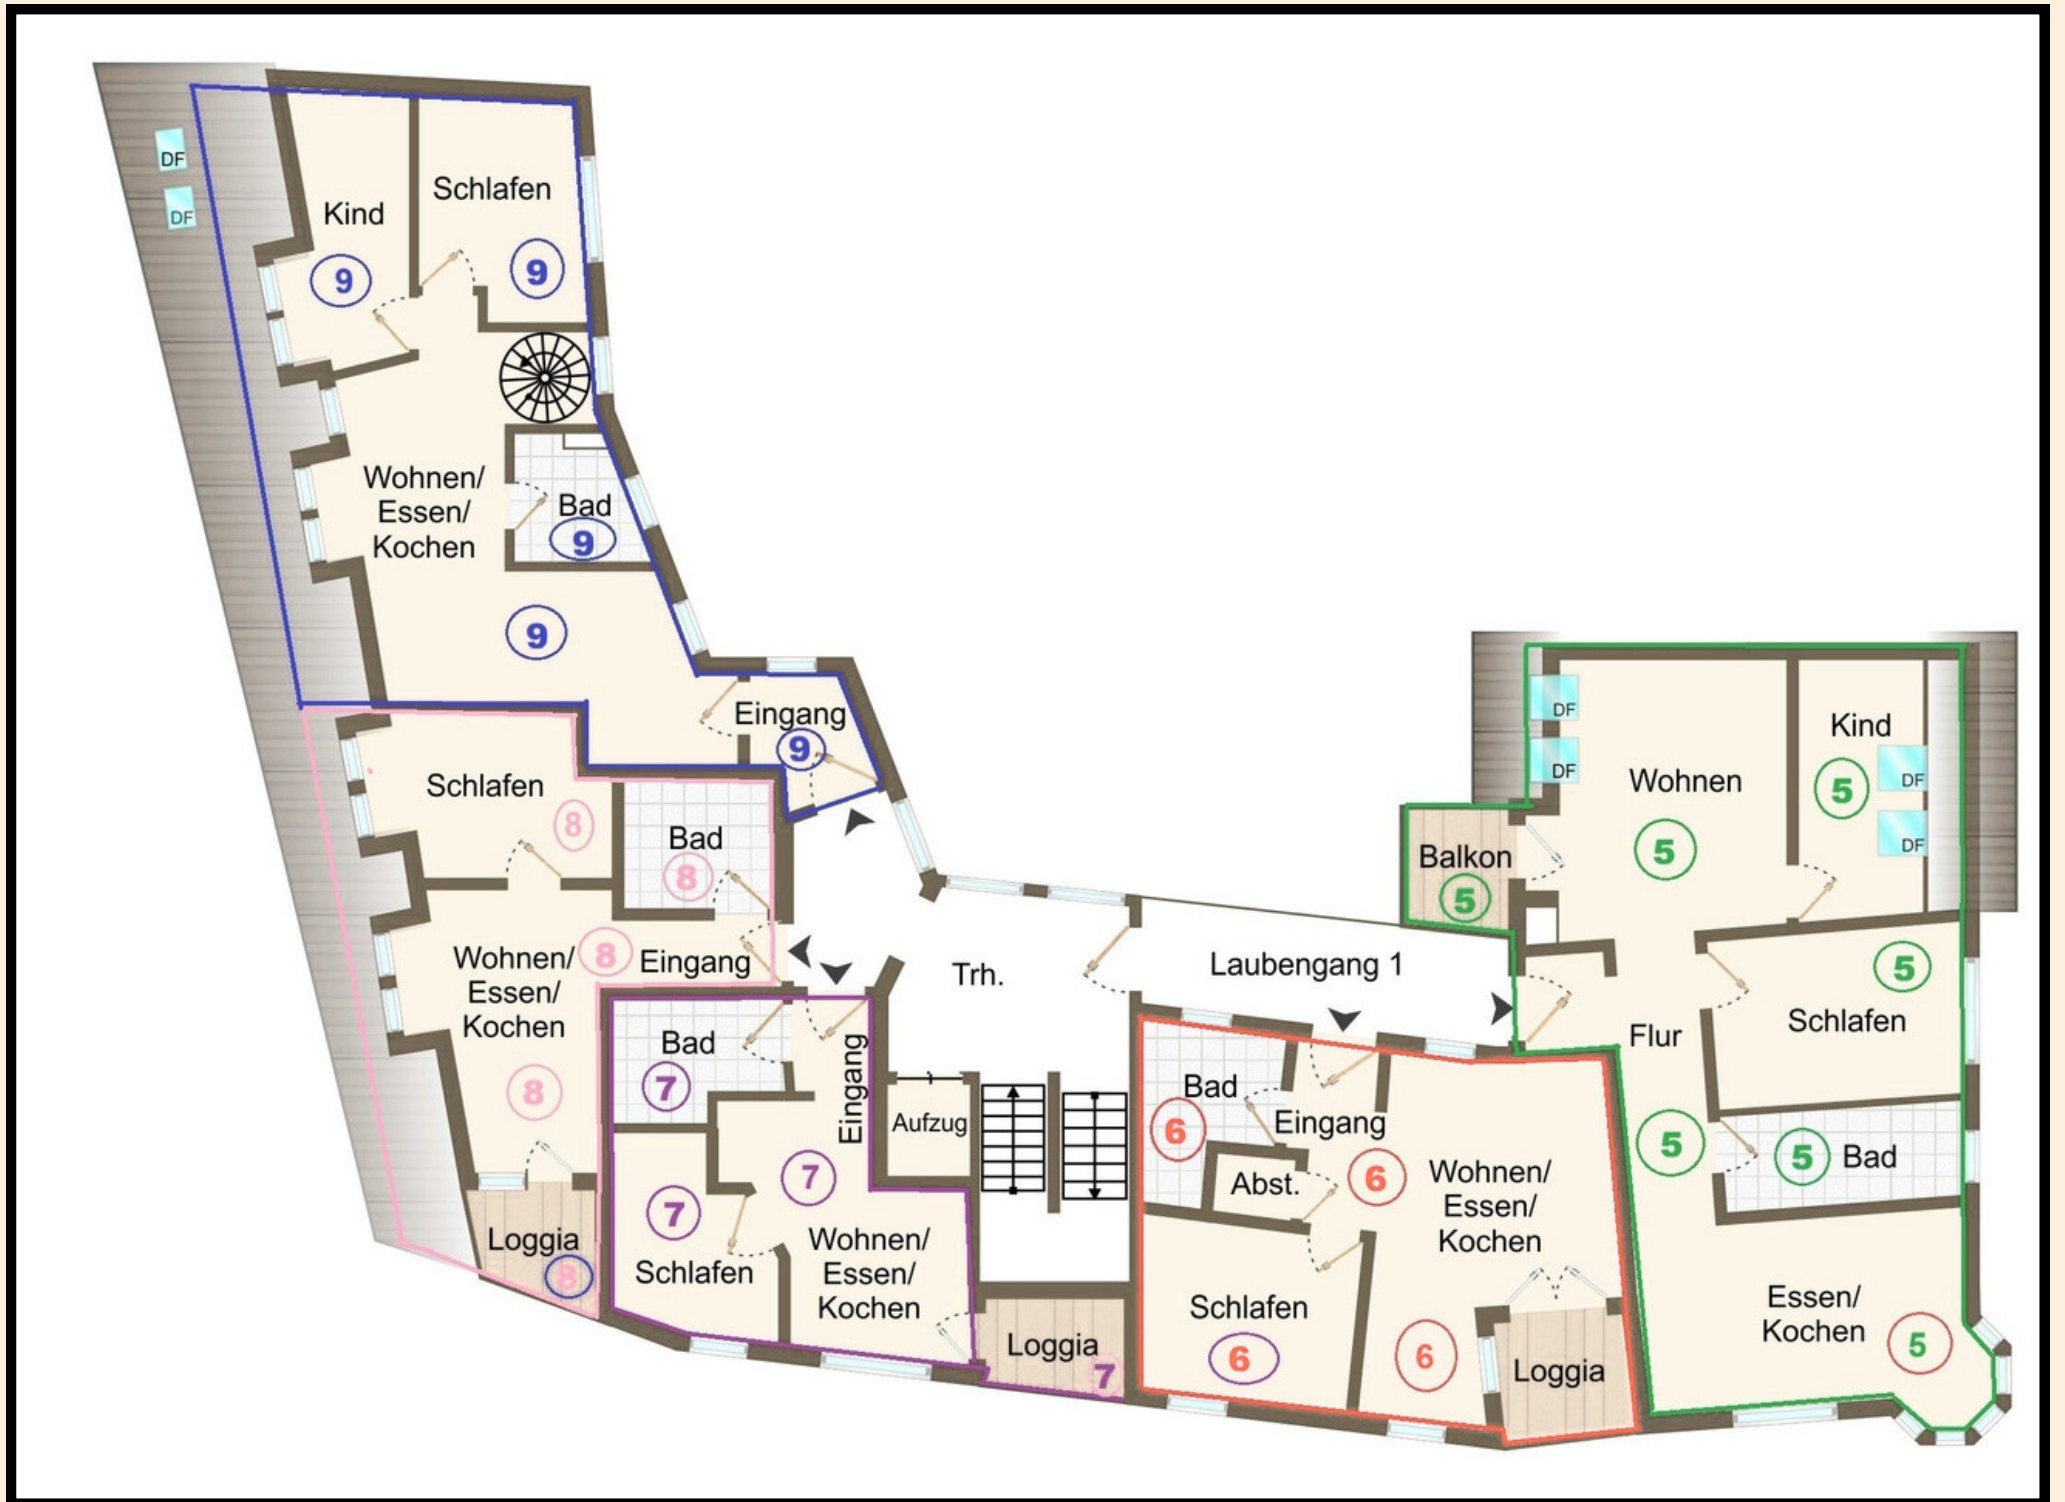 DF
DF
Kind
9
Schlafen
9
Wohnen/
Essen/
Kochen
Bad
9
9
Eingang
9
Schlafen
8
Bad
8
Wohnen/
Essen/
Kochen
8
Eingang
8
Loggia
8
Bad
7
Eingang
7
7
Schlafen
Wohnen/
Essen/
Kochen
Loggia
7
Aufzug
Trh.
Laubengang 1
Bad
6
Eingang
6
Abst.
Wohnen/
Essen/
Kochen
Schlafen
6
6
Loggia
Balkon
5
DF
DF
Wohnen
5
Kind
5
DF
DF
5
Schlafen
Flur
5
5
Bad
Essen/
Kochen
5